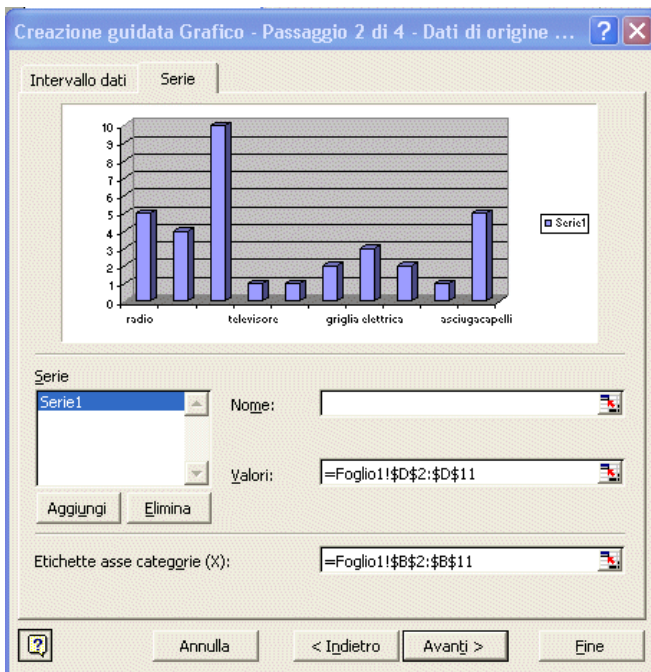 Creazione guidata Grafico - Passaggio 2 di 4 - Dati di origine ...
Intervallo dati
Serie
10
9
8
7
6
5
4
3
2
1
0
radio
televisore
griglia elettrica
asciugacapelli
Serie1
Serie
Serie1
Nome:
Valori:
=Foglio1!$D$2:$D$11
Aggiungi
Elimina
Etichette asse categorie (X):
=Foglio1!$B$2:$B$11
?
Annulla
< Indietro
Avanti >
Fine